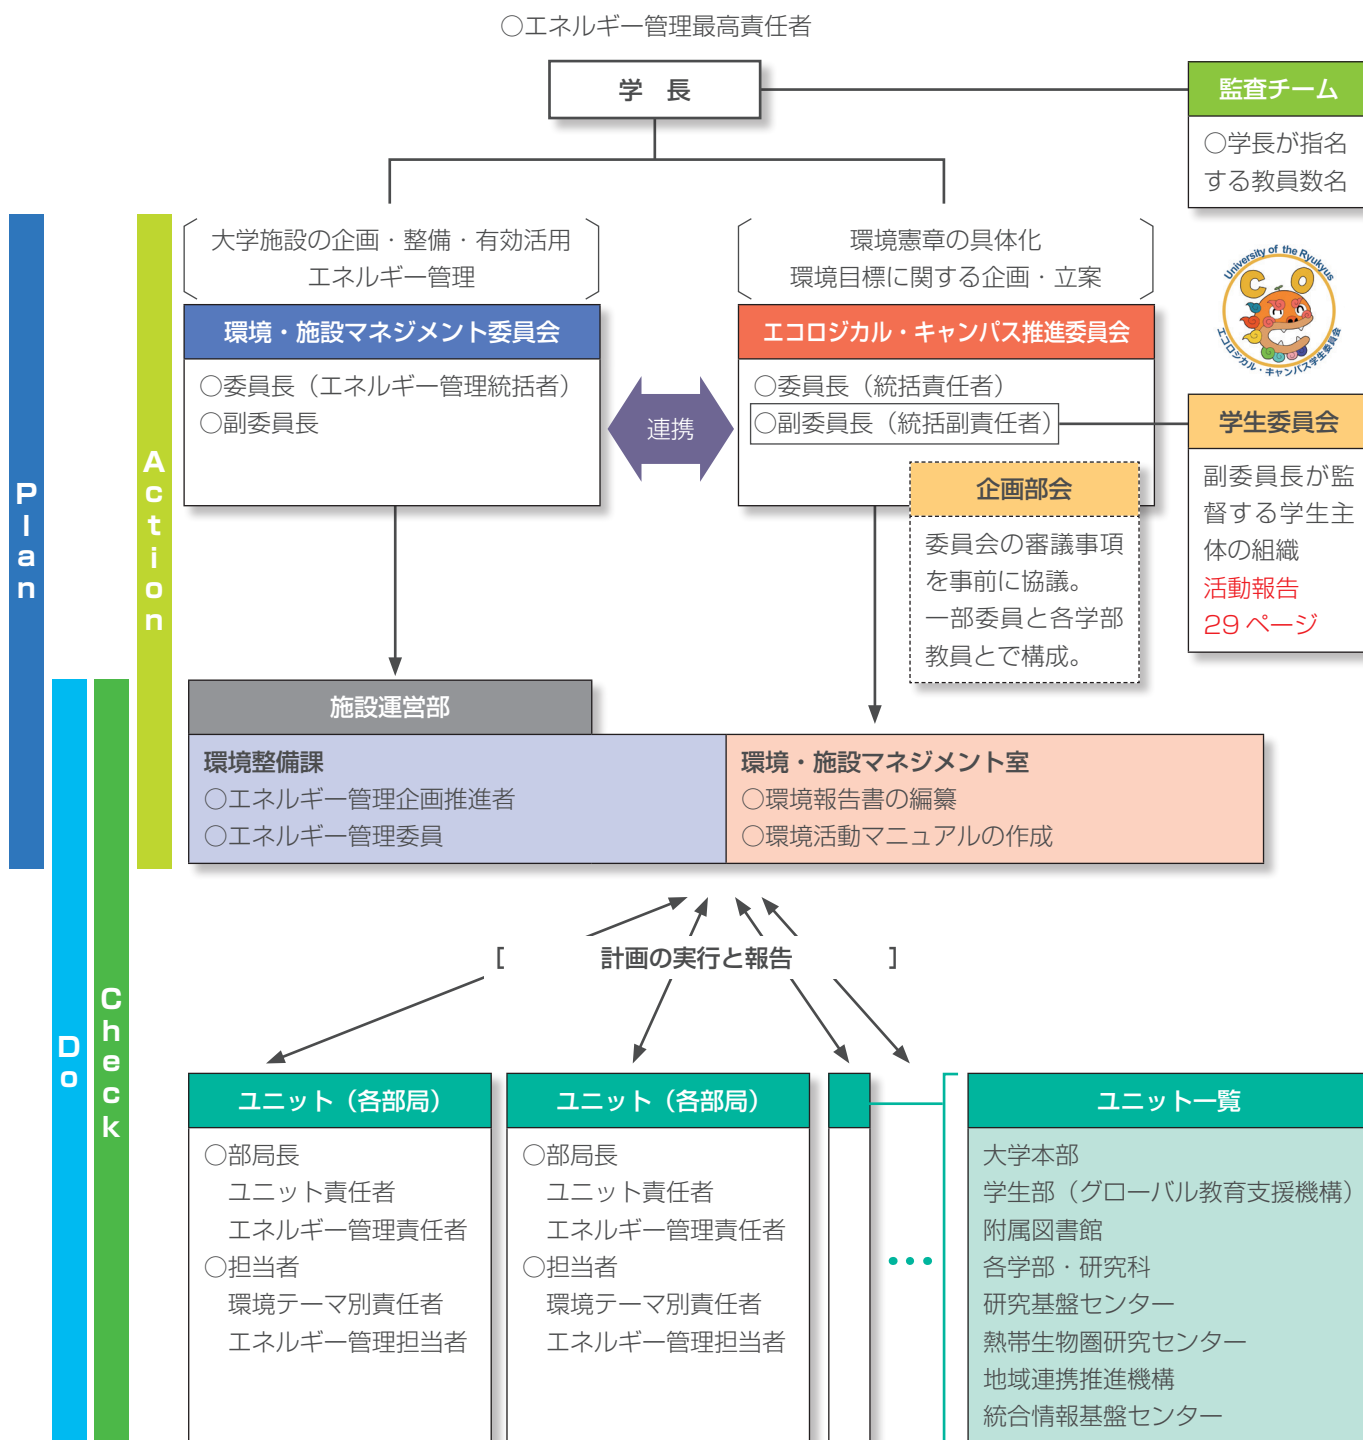 ○エネルギー管理最高責任者
学 長
監査チーム
○学長が指名
する教員数名
大学施設の企画・整備・有効活用
エネルギー管理
環境憲章の具体化
環境目標に関する企画・立案
University of the Ryukyus
ECO
エコロジカル・キャンパス学生委員会
環境・施設マネジメント委員会
○委員長（エネルギー管理統括者）
○副委員長
連携
エコロジカル・キャンパス推進委員会
○委員長（統括責任者）
○副委員長（統括副責任者）
学生委員会
副委員長が監
督する学生主
体の組織
活動報告
29 ページ
企画部会
委員会の審議事項
を事前に協議。
一部委員と各学部
教員とで構成。
Plan
Action
Do
Check
施設運営部
環境整備課
○エネルギー管理企画推進者
○エネルギー管理委員
環境・施設マネジメント室
○環境報告書の編纂
○環境活動マニュアルの作成
[ 計画の実行と報告 ]
ユニット（各部局）
○部局長
ユニット責任者
エネルギー管理責任者
○担当者
環境テーマ別責任者
エネルギー管理担当者
ユニット（各部局）
○部局長
ユニット責任者
エネルギー管理責任者
○担当者
環境テーマ別責任者
エネルギー管理担当者
•••
ユニット一覧
大学本部
学生部（グローバル教育支援機構）
附属図書館
各学部・研究科
研究基盤センター
熱帯生物圏研究センター
地域連携推進機構
統合情報基盤センター